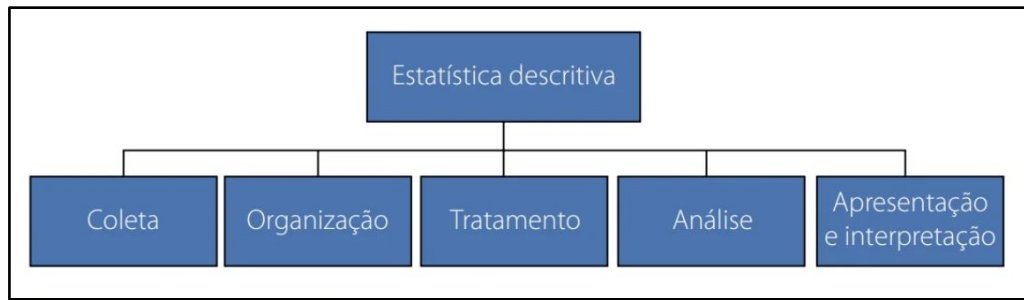 Estatística descritiva
Coleta
Organização
Tratamento
Análise
Apresentação
e interpretação